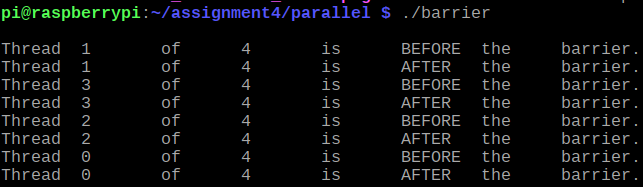 pi@raspberrypi:~/assignment4/parallel $ ./barrier
Thread 1 of 4 is BEFORE the barrier.
Thread 1 of 4 is AFTER the barrier.
Thread 3 of 4 is BEFORE the barrier.
Thread 3 of 4 is AFTER the barrier.
Thread 2 of 4 is BEFORE the barrier.
Thread 2 of 4 is AFTER the barrier.
Thread 0 of 4 is BEFORE the barrier.
Thread 0 of 4 is AFTER the barrier.